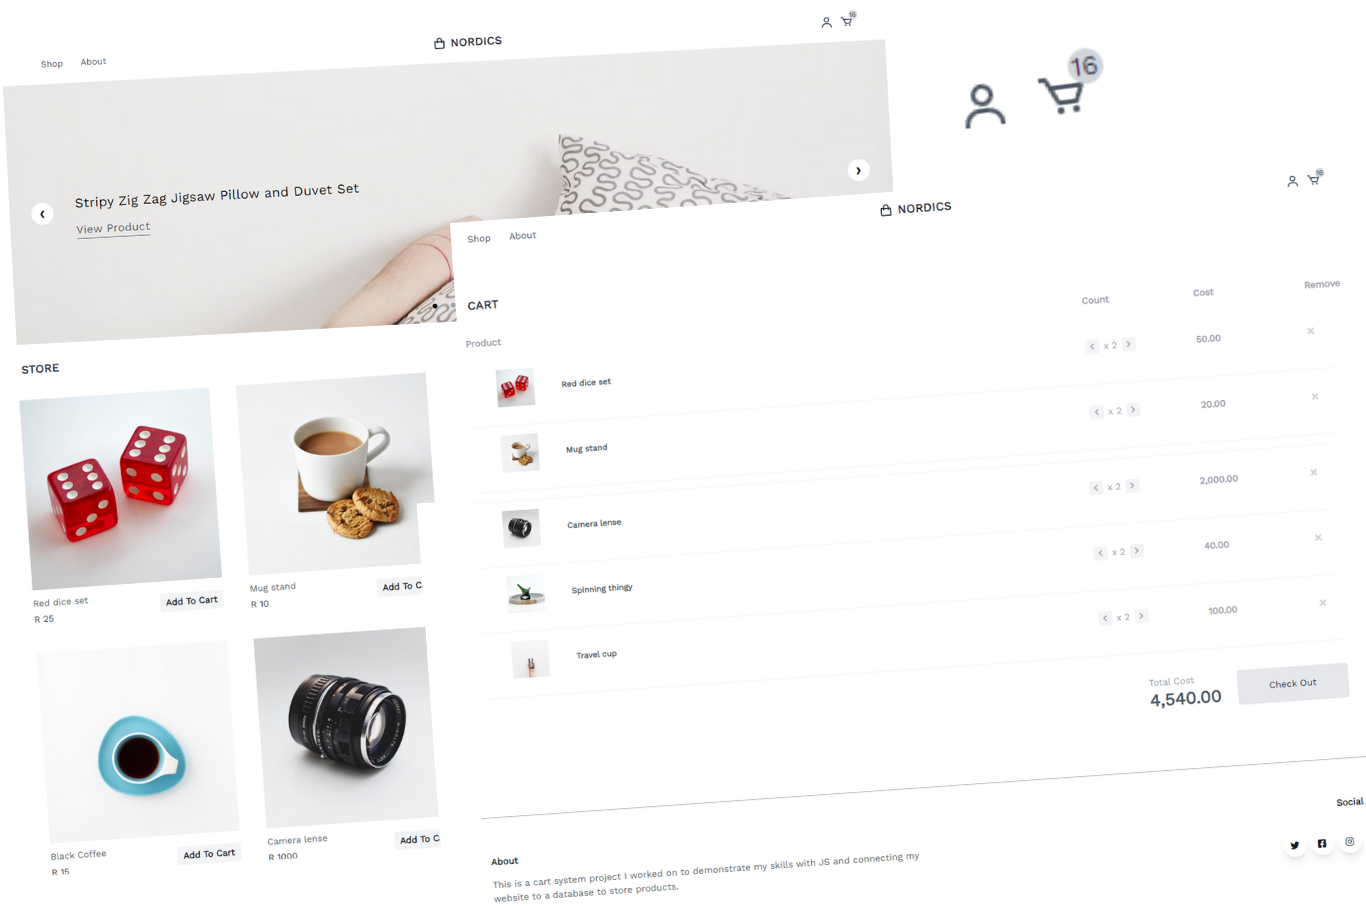 Shop About
NORDICS
16
Stripy Zig Zag Jigsaw Pillow and Duvet Set
View Product
STORE
Red dice set
R 25
Add To Cart
Mug stand
R 10
Add To C
Black Coffee
R 15
Add To Cart
Camera lense
R 1000
Add To C
16
Shop About
NORDICS
16
CART
Product Count Cost Remove
Red dice set x 2 50.00
Mug stand x 2 20.00
Camera lense x 2 2,000.00
Spinning thingy x 2 40.00
Travel cup x 2 100.00
Total Cost
4,540.00
Check Out
Social
About
This is a cart system project I worked on to demonstrate my skills with JS and connecting my
website to a database to store products.